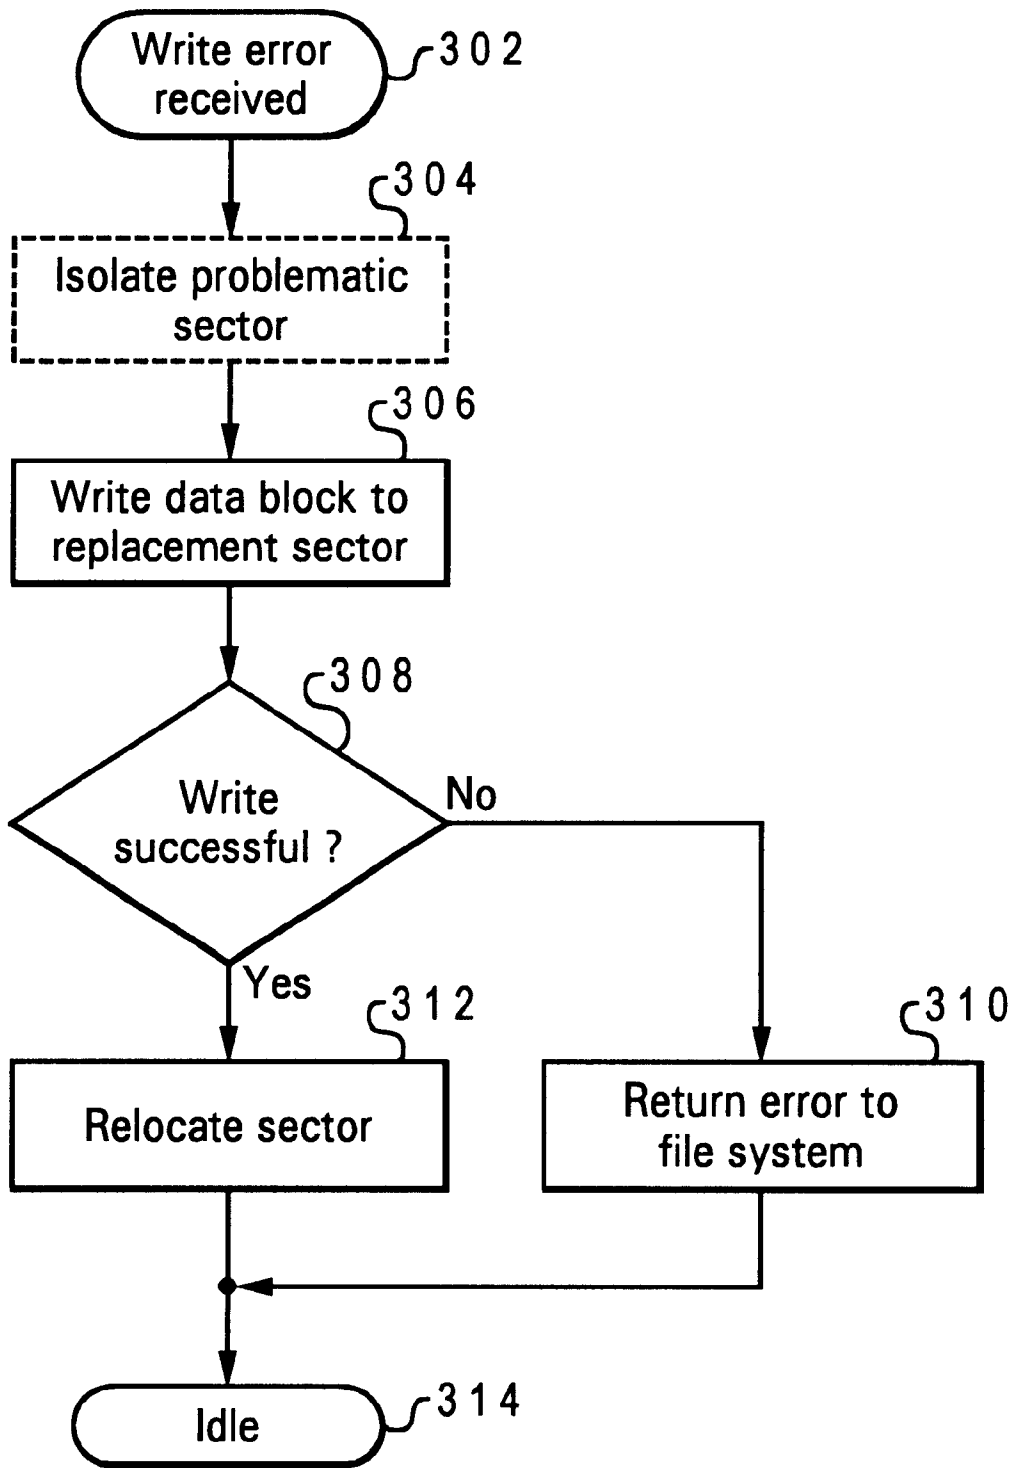 Write error
received
302
304
Isolate problematic
sector
306
Write data block to
replacement sector
308
Write
successful ?
No
Yes
312
Relocate sector
310
Return error to
file system
Idle
314